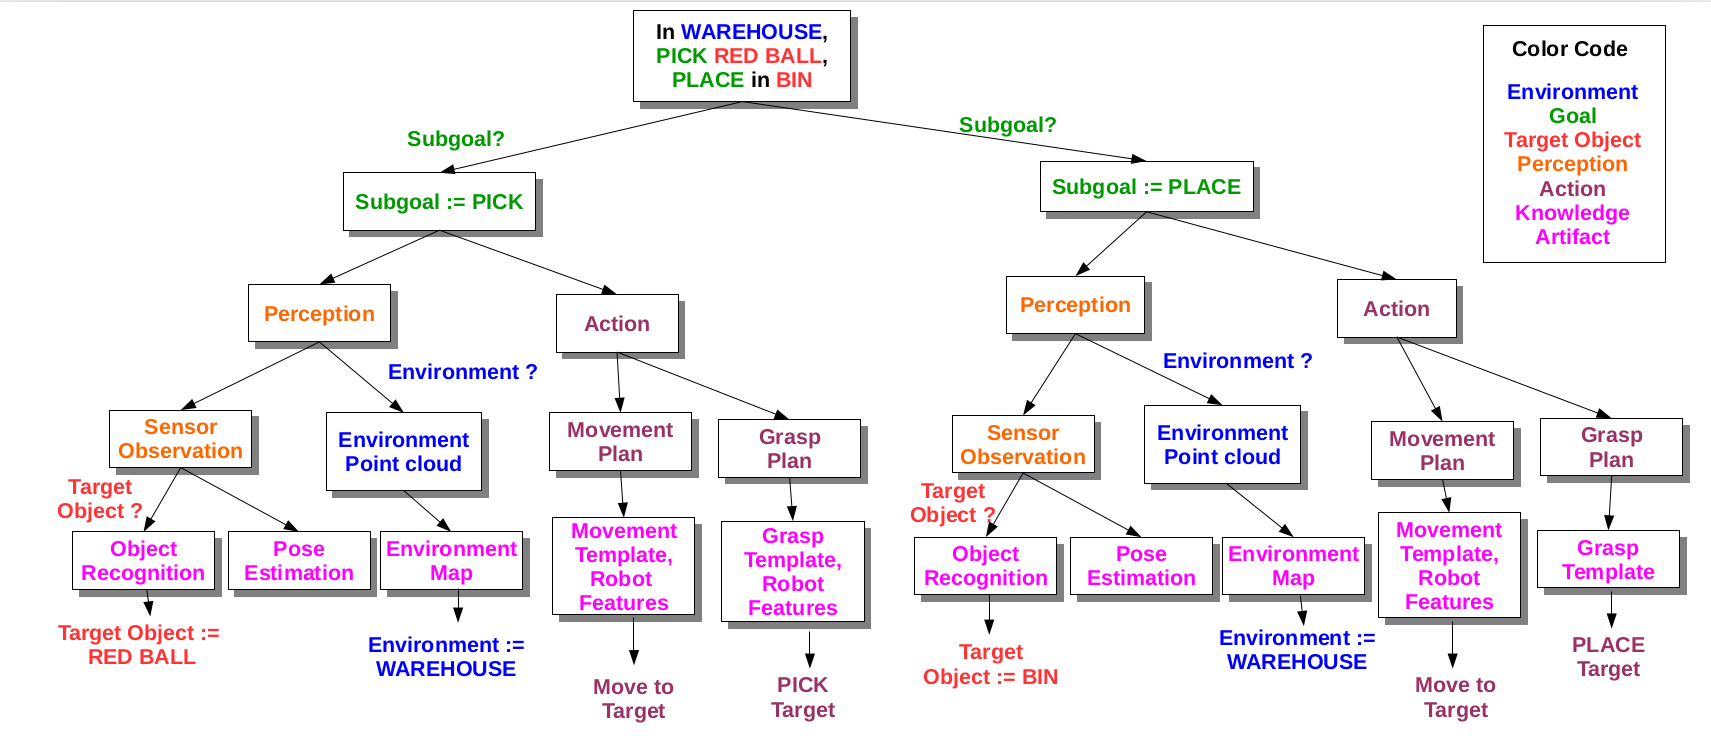 In WAREHOUSE,
PICK RED BALL,
PLACE in BIN
Color Code
Environment
Goal
Target Object
Perception
Action
Knowledge
Artifact
Subgoal?
Subgoal?
Subgoal := PICK
Subgoal := PLACE
Perception
Action
Perception
Action
Environment ?
Environment ?
Sensor
Observation
Environment
Point cloud
Movement
Plan
Grasp
Plan
Sensor
Observation
Environment
Point cloud
Movement
Plan
Grasp
Plan
Target
Object ?
Target
Object ?
Object
Recognition
Pose
Estimation
Environment
Map
Movement
Template,
Robot
Features
Grasp
Template,
Robot
Features
Object
Recognition
Pose
Estimation
Environment
Map
Movement
Template,
Robot
Features
Grasp
Template
Target Object :=
RED BALL
Environment :=
WAREHOUSE
Move to
Target
PICK
Target
Target
Object := BIN
Environment :=
WAREHOUSE
Move to
Target
PLACE
Target